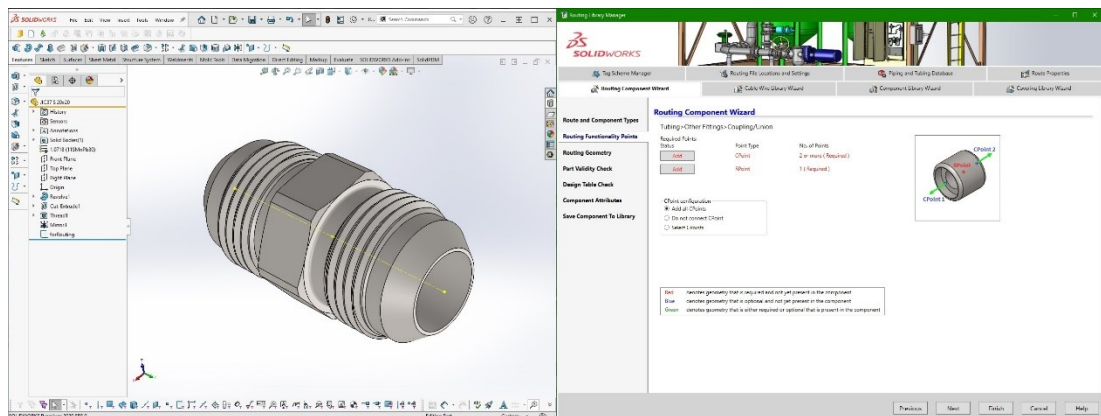 SOLIDWORKS File Edit View Insert Tools Window
Features Sketch Surfaces Sheet Metal Structure System Weldments Mold Tools Data Migration Direct Editing Markup Evaluate SOLIDWORKS Add-Ins
History
Sensors
Annotations
Solid Bodies(1)
Front Plane
Top Plane
Right Plane
Origin
Revolve1
Cut-Extrude1
Thread1
Mirror1
forRouting
Routing Library Manager
SOLIDWORKS
Tag Scheme Manager
Routing File Locations and Settings
Piping and Tubing Database
Route Properties
Routing Component Wizard
Cable Wire Library Wizard
Component Library Wizard
Covering Library Wizard
Route and Component Types
Routing Functionality Points
Routing Geometry
Part Validity Check
Design Table Check
Component Attributes
Save Component To Library
Routing Component Wizard
Tubing>Other Fittings>Coupling/Union
Required Points
Status Point Type No. of Points
Add CPoint 2 or more (Required)
Add RPoint 1 (Required)
CPoint configuration
Add all CPoints
Do not connect CPoint
Select CPoints
CPoint 2
RPoint
CPoint 1
Red denotes geometry that is required and not yet present in the component
Blue denotes geometry that is optional and not yet present in the component
Green denotes geometry that is either required or optional that is present in the component
Previous Next Finish Cancel Help